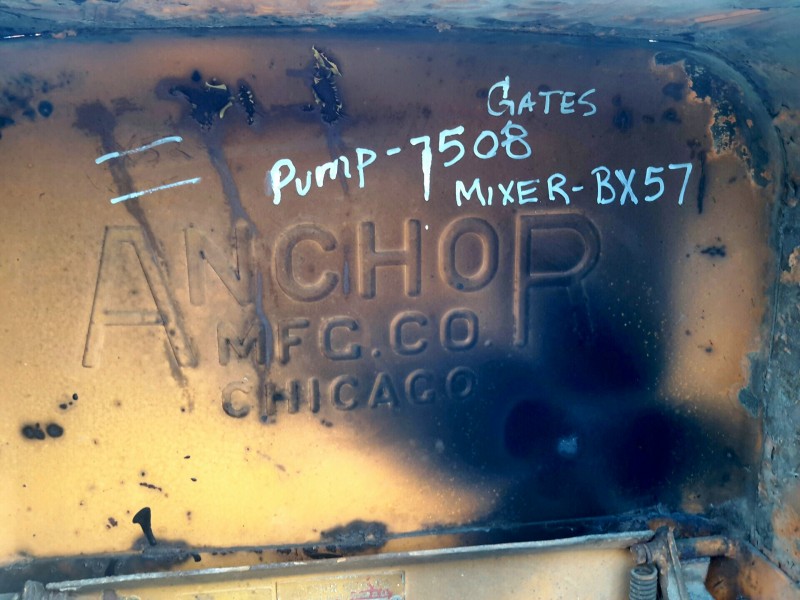 GATES
PUMP-7508
MIXER-BX57
ANCHOR
MFG.CO.
CHICAGO